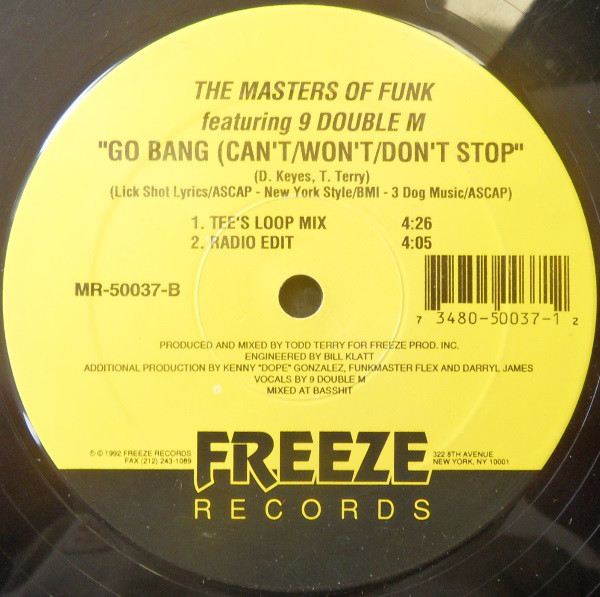 THE MASTERS OF FUNK
featuring 9 DOUBLE M
"GO BANG (CAN'T/WON'T/DON'T STOP"
(D. Keyes, T. Terry)
(Lick Shot Lyrics/ASCAP - New York Style/BMI - 3 Dog Music/ASCAP)
1. TEE'S LOOP MIX 4:26
2. RADIO EDIT 4:05
MR-50037-B
7 3480-50037-1 2
PRODUCED AND MIXED BY TODD TERRY FOR FREEZE PROD. INC.
ENGINEERED BY BILL KLATT
ADDITIONAL PRODUCTION BY KENNY "DOPE" GONZALEZ, FUNKMASTER FLEX AND DARRYL JAMES
VOCALS BY 9 DOUBLE M
MIXED AT BASSHIT
℗ © 1992 FREEZE RECORDS
FAX (212) 243-1089
FREEZE
RECORDS
322 8TH AVENUE
NEW YORK, NY 10001